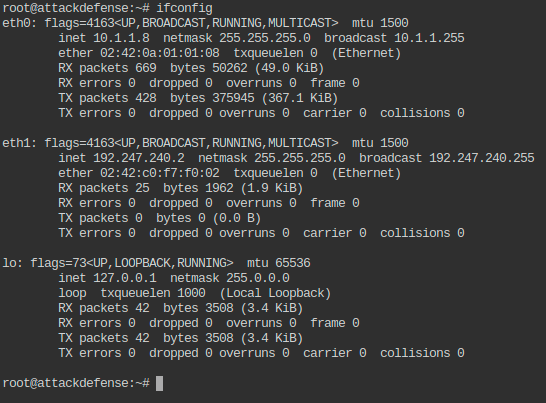 root@attackdefense:~# ifconfig
eth0: flags=4163<UP,BROADCAST,RUNNING,MULTICAST>  mtu 1500
        inet 10.1.1.8  netmask 255.255.255.0  broadcast 10.1.1.255
        ether 02:42:0a:01:01:08  txqueuelen 0  (Ethernet)
        RX packets 669  bytes 50262 (49.0 KiB)
        RX errors 0  dropped 0  overruns 0  frame 0
        TX packets 428  bytes 375945 (367.1 KiB)
        TX errors 0  dropped 0 overruns 0  carrier 0  collisions 0

eth1: flags=4163<UP,BROADCAST,RUNNING,MULTICAST>  mtu 1500
        inet 192.247.240.2  netmask 255.255.255.0  broadcast 192.247.240.255
        ether 02:42:c0:f7:f0:02  txqueuelen 0  (Ethernet)
        RX packets 25  bytes 1962 (1.9 KiB)
        RX errors 0  dropped 0  overruns 0  frame 0
        TX packets 0  bytes 0 (0.0 B)
        TX errors 0  dropped 0 overruns 0  carrier 0  collisions 0

lo: flags=73<UP,LOOPBACK,RUNNING>  mtu 65536
        inet 127.0.0.1  netmask 255.0.0.0
        loop  txqueuelen 1000  (Local Loopback)
        RX packets 42  bytes 3508 (3.4 KiB)
        RX errors 0  dropped 0  overruns 0  frame 0
        TX packets 42  bytes 3508 (3.4 KiB)
        TX errors 0  dropped 0 overruns 0  carrier 0  collisions 0

root@attackdefense:~#